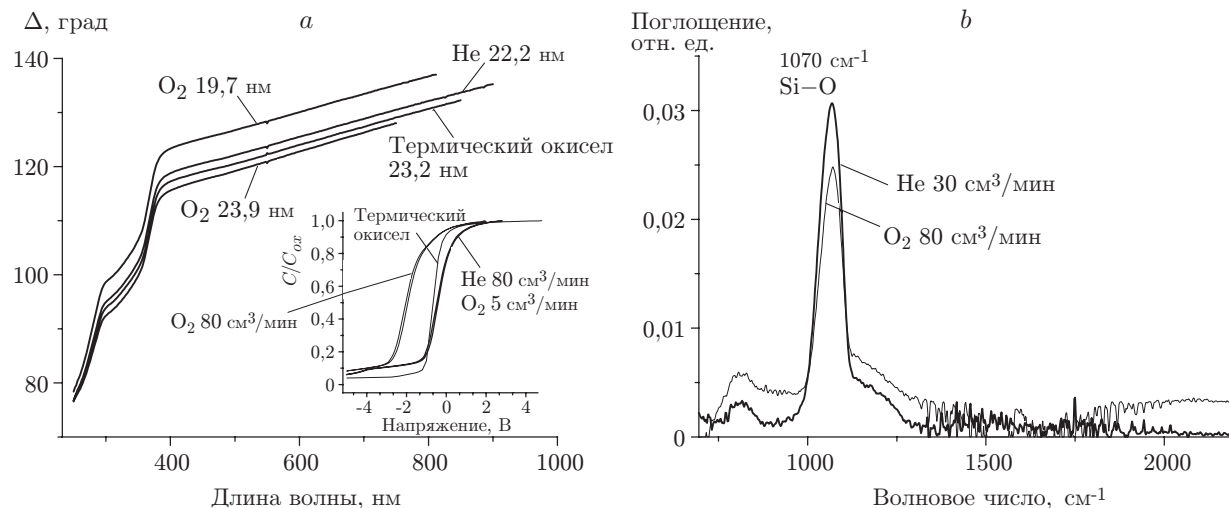 Δ, град
a
140
120
100
80
O2 19,7 нм
He 22,2 нм
Термический окисел
23,2 нм
O2 23,9 нм
C/Cox
1,0
0,8
0,6
0,4
0,2
0
Термический
окисел
He 80 см³/мин
O2 5 см³/мин
O2 80 см³/мин
-4
-2
0
2
4
Напряжение, В
200
400
600
800
1000
Длина волны, нм
Поглощение,
отн. ед.
b
0,03
0,02
0,01
0
1070 см-1
Si−O
He 30 см³/мин
O2 80 см³/мин
1000
1500
2000
Волновое число, см-1